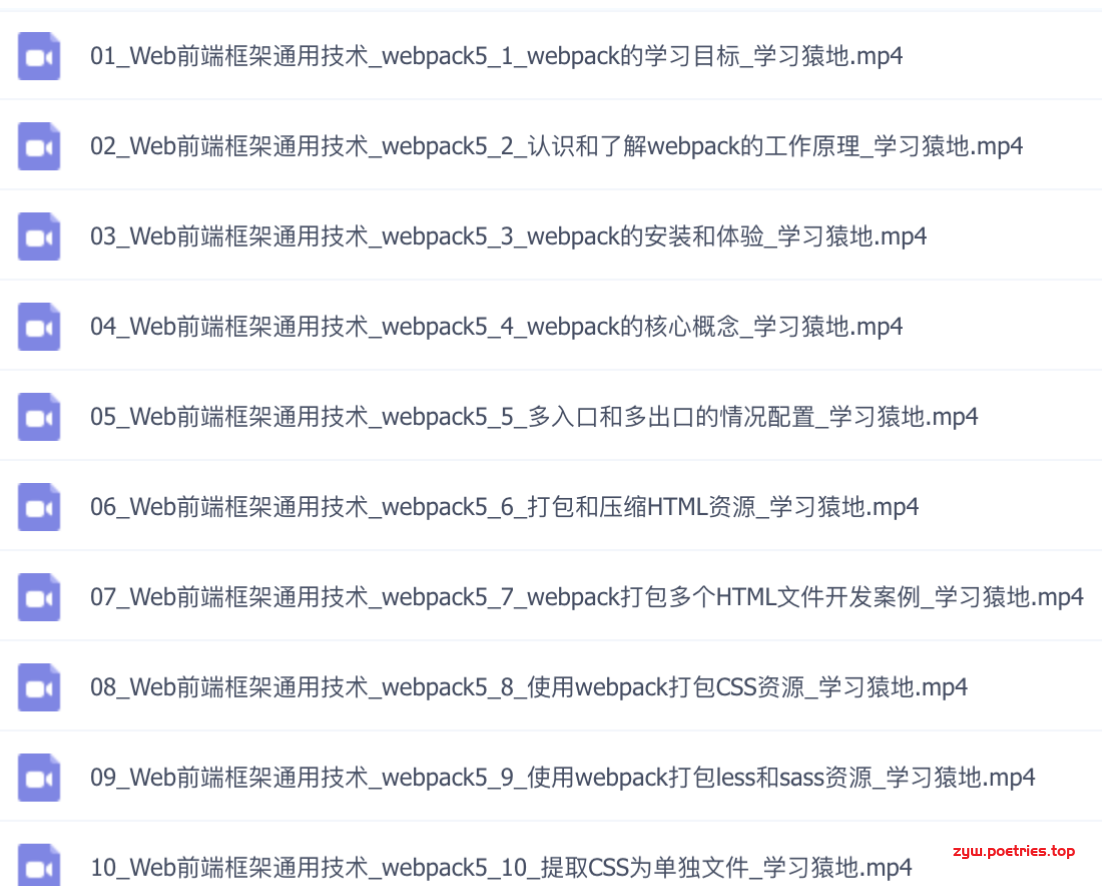 01_Web前端框架通用技术_webpack5_1_webpack的学习目标_学习猿地.mp4
02_Web前端框架通用技术_webpack5_2_认识和了解webpack的工作原理_学习猿地.mp4
03_Web前端框架通用技术_webpack5_3_webpack的安装和体验_学习猿地.mp4
04_Web前端框架通用技术_webpack5_4_webpack的核心概念_学习猿地.mp4
05_Web前端框架通用技术_webpack5_5_多入口和多出口的情况配置_学习猿地.mp4
06_Web前端框架通用技术_webpack5_6_打包和压缩HTML资源_学习猿地.mp4
07_Web前端框架通用技术_webpack5_7_webpack打包多个HTML文件开发案例_学习猿地.mp4
08_Web前端框架通用技术_webpack5_8_使用webpack打包CSS资源_学习猿地.mp4
09_Web前端框架通用技术_webpack5_9_使用webpack打包less和sass资源_学习猿地.mp4
10_Web前端框架通用技术_webpack5_10_提取CSS为单独文件_学习猿地.mp4
zyw.poetries.top